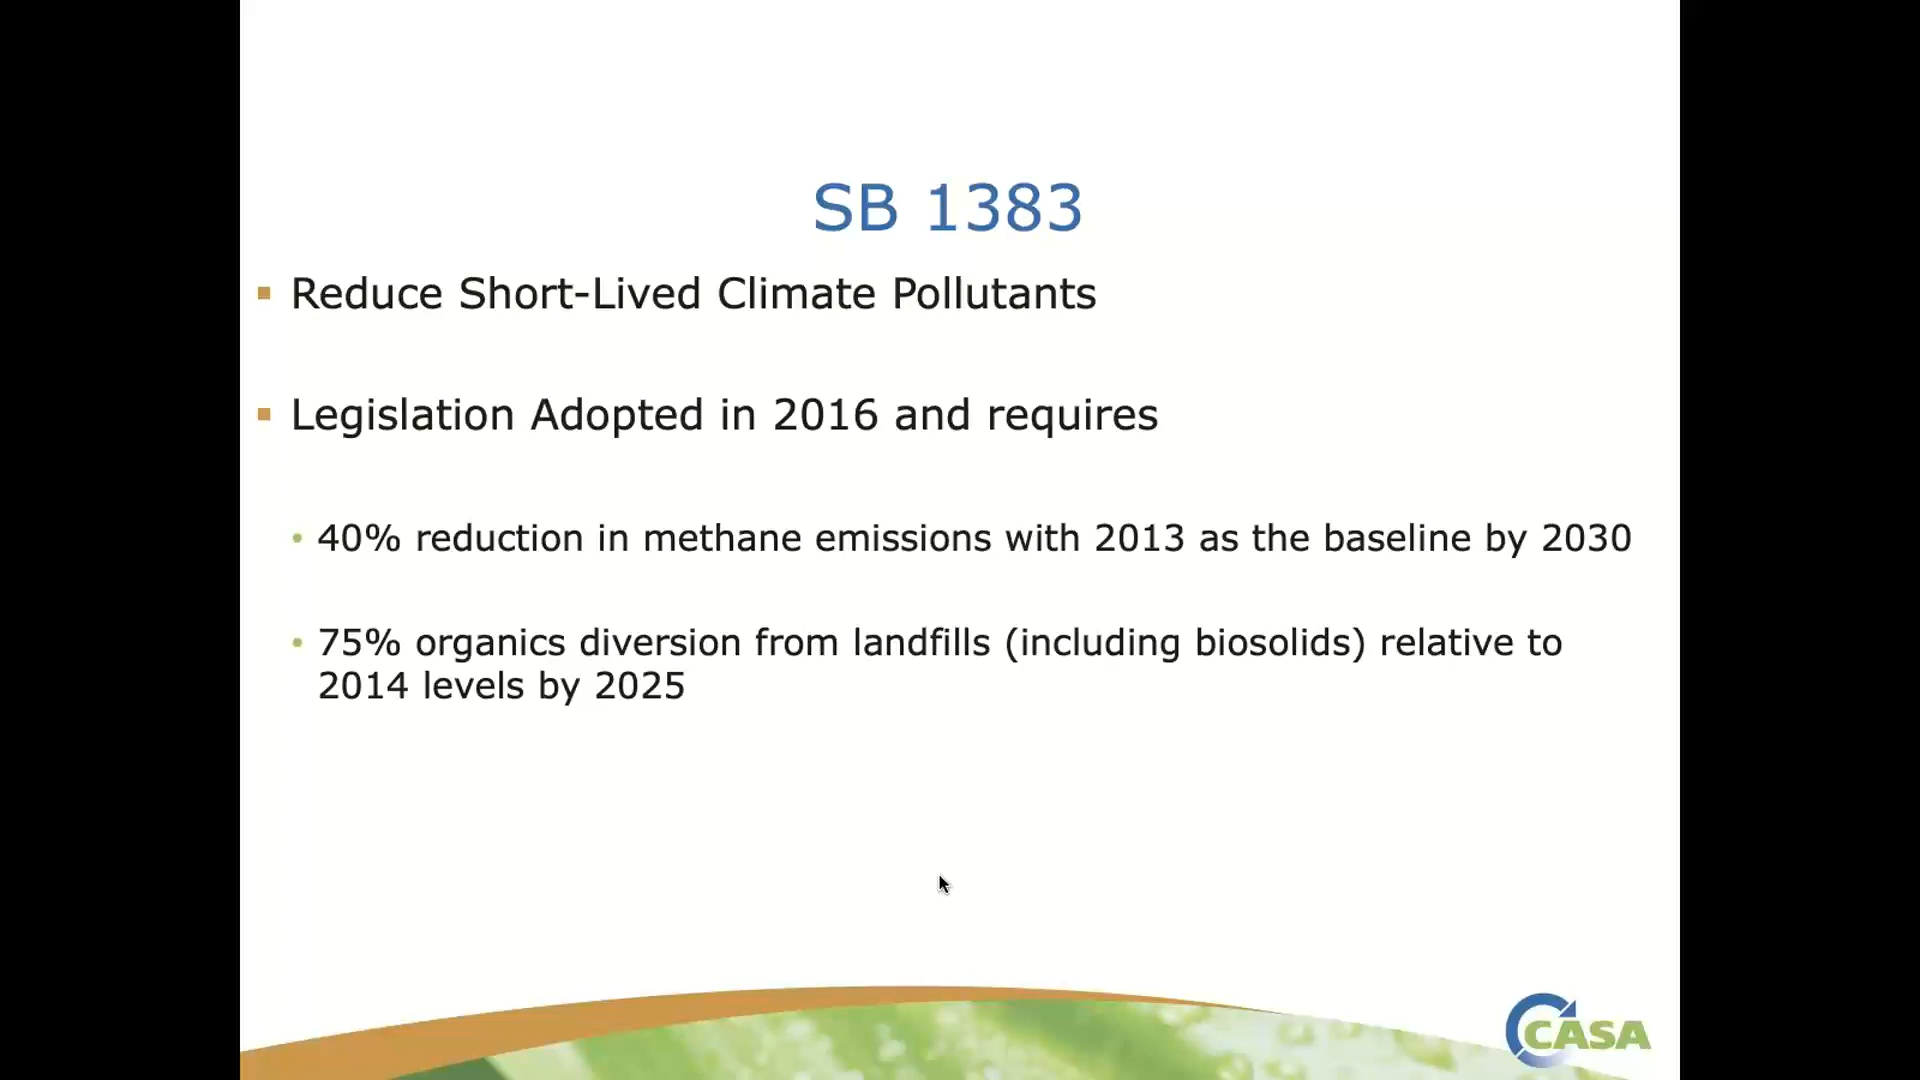 SB 1383
Reduce Short-Lived Climate Pollutants
Legislation Adopted in 2016 and requires
40% reduction in methane emissions with 2013 as the baseline by 2030
75% organics diversion from landfills (including biosolids) relative to
2014 levels by 2025
CASA